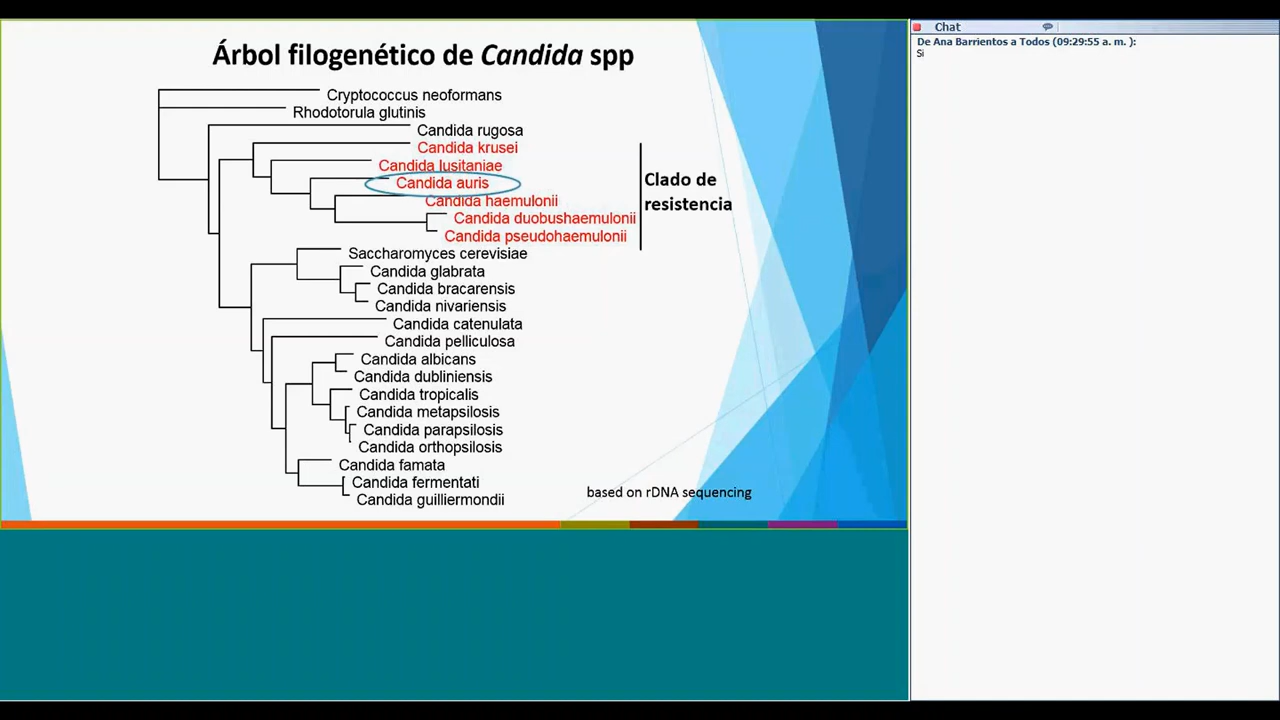 Árbol filogenético de Candida spp
Cryptococcus neoformans
Rhodotorula glutinis
Candida rugosa
Candida krusei
Candida lusitaniae
Candida auris
Candida haemulonii
Candida duobushaemulonii
Candida pseudohaemulonii
Clado de
resistencia
Saccharomyces cerevisiae
Candida glabrata
Candida bracarensis
Candida nivariensis
Candida catenulata
Candida pelliculosa
Candida albicans
Candida dubliniensis
Candida tropicalis
Candida metapsilosis
Candida parapsilosis
Candida orthopsilosis
Candida famata
Candida fermentati
Candida guilliermondii
based on rDNA sequencing
Chat
De Ana Barrientos a Todos (09:29:55 a. m. ):
Si